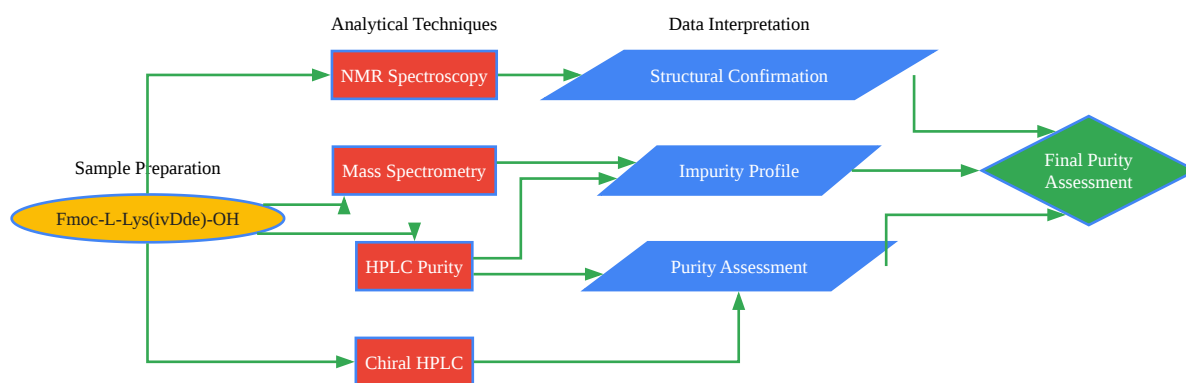 Analytical Techniques
Data Interpretation
NMR Spectroscopy
Structural Confirmation
Sample Preparation
Mass Spectrometry
Impurity Profile
Final Purity
Assessment
Fmoc-L-Lys(ivDde)-OH
HPLC Purity
Purity Assessment
Chiral HPLC